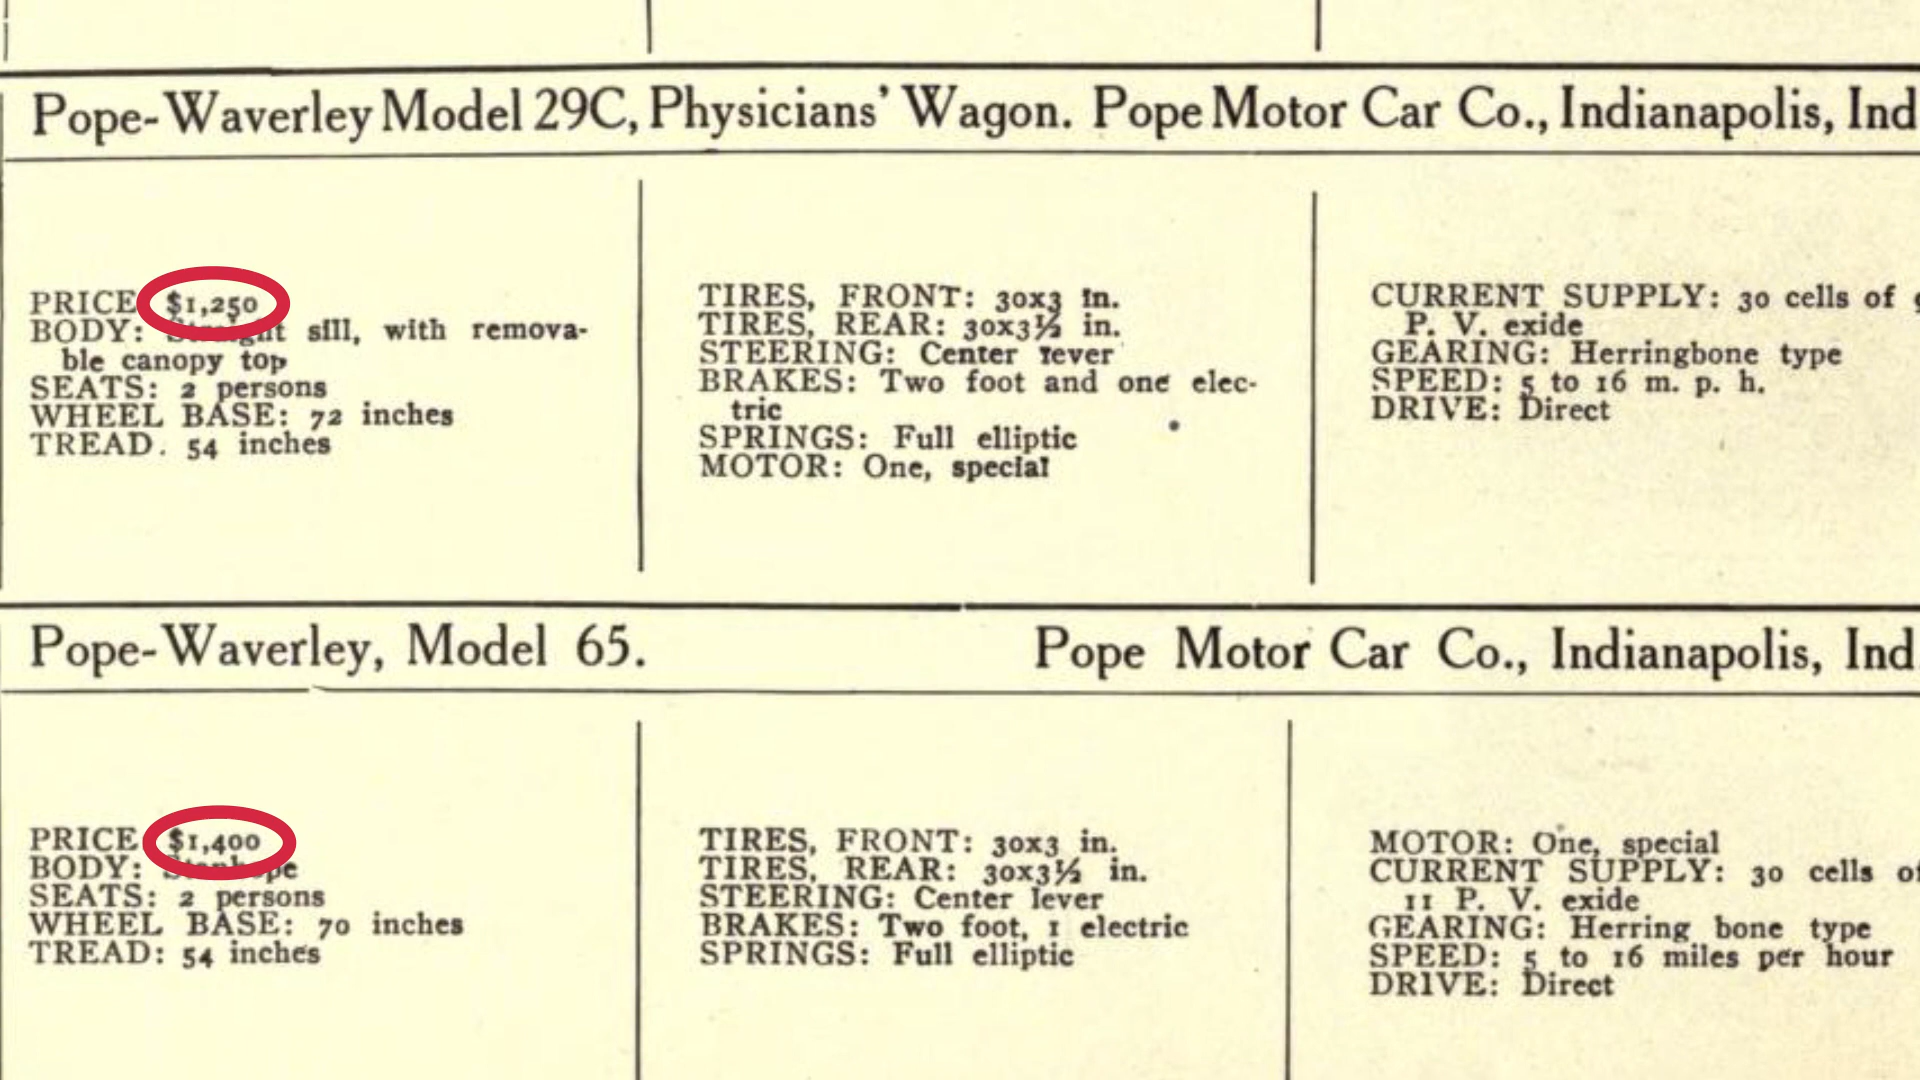 Pope-Waverley Model 29C, Physicians' Wagon. Pope Motor Car Co., Indianapolis, Ind
PRICE $1,250
BODY: Straight sill, with remova-
ble canopy top
SEATS: 2 persons
WHEEL BASE: 72 inches
TREAD. 54 inches
TIRES, FRONT: 30x3 in.
TIRES, REAR: 30x3½ in.
STEERING: Center lever
BRAKES: Two foot and one elec-
tric
SPRINGS: Full elliptic
MOTOR: One, special
CURRENT SUPPLY: 30 cells of
P. V. exide
GEARING: Herringbone type
SPEED: 5 to 16 m. p. h.
DRIVE: Direct
Pope-Waverley, Model 65. Pope Motor Car Co., Indianapolis, Ind
PRICE $1,400
BODY: Stanhope
SEATS: 2 persons
WHEEL BASE: 70 inches
TREAD: 54 inches
TIRES, FRONT: 30x3 in.
TIRES, REAR: 30x3½ in.
STEERING: Center lever
BRAKES: Two foot, 1 electric
SPRINGS: Full elliptic
MOTOR: One, special
CURRENT SUPPLY: 30 cells of
11 P. V. exide
GEARING: Herring bone type
SPEED: 5 to 16 miles per hour
DRIVE: Direct